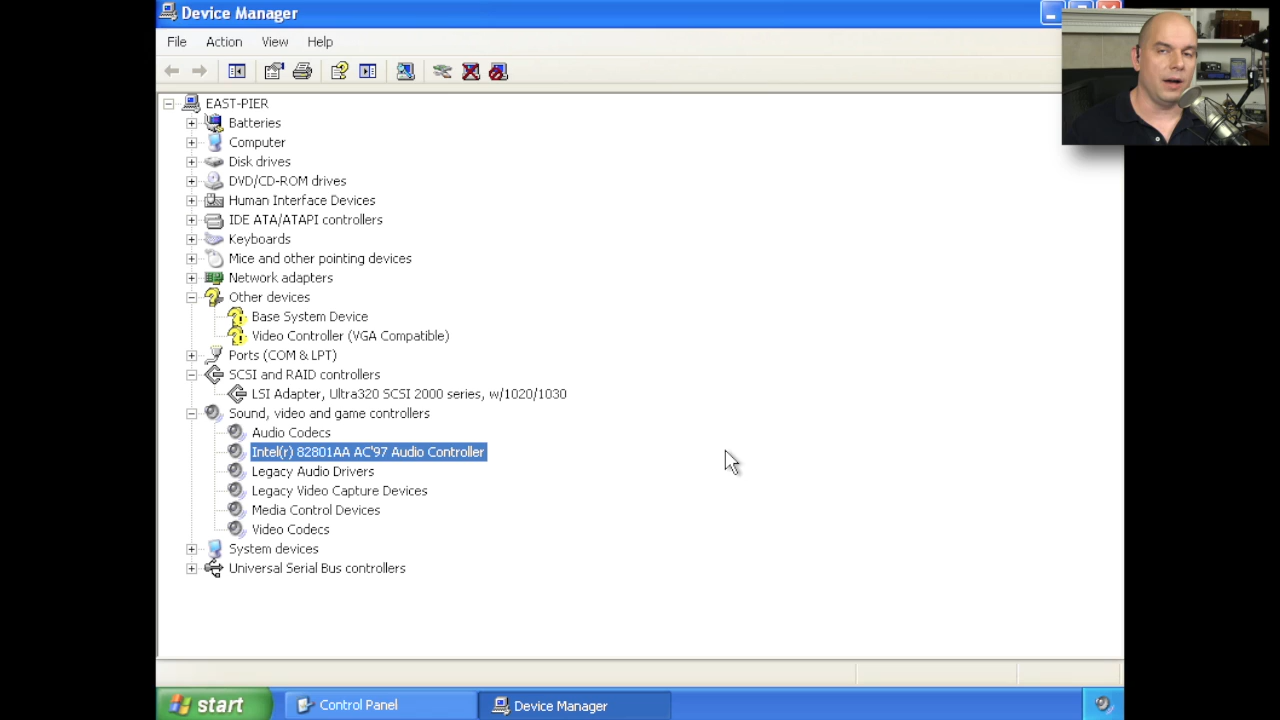 Device Manager
File Action View Help
EAST-PIER
Batteries
Computer
Disk drives
DVD/CD-ROM drives
Human Interface Devices
IDE ATA/ATAPI controllers
Keyboards
Mice and other pointing devices
Network adapters
Other devices
Base System Device
Video Controller (VGA Compatible)
Ports (COM & LPT)
SCSI and RAID controllers
LSI Adapter, Ultra320 SCSI 2000 series, w/1020/1030
Sound, video and game controllers
Audio Codecs
Intel(r) 82801AA AC'97 Audio Controller
Legacy Audio Drivers
Legacy Video Capture Devices
Media Control Devices
Video Codecs
System devices
Universal Serial Bus controllers
start Control Panel Device Manager